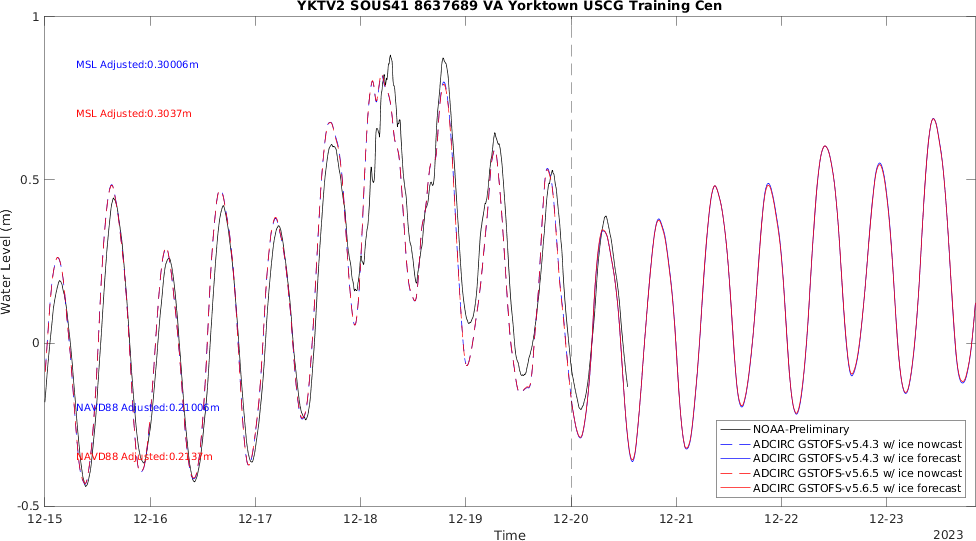 YKTV2 SOUS41 8637689 VA Yorktown USCG Training Cen
1
MSL Adjusted:0.30006m
MSL Adjusted:0.3037m
0.5
Water Level (m)
0
NAVD88 Adjusted:0.21006m
NAVD88 Adjusted:0.2137m
NOAA-Preliminary
ADCIRC GSTOFS-v5.4.3 w/ ice nowcast
ADCIRC GSTOFS-v5.4.3 w/ ice forecast
ADCIRC GSTOFS-v5.6.5 w/ ice nowcast
ADCIRC GSTOFS-v5.6.5 w/ ice forecast
-0.5
12-15 12-16 12-17 12-18 12-19 12-20 12-21 12-22 12-23
Time
2023